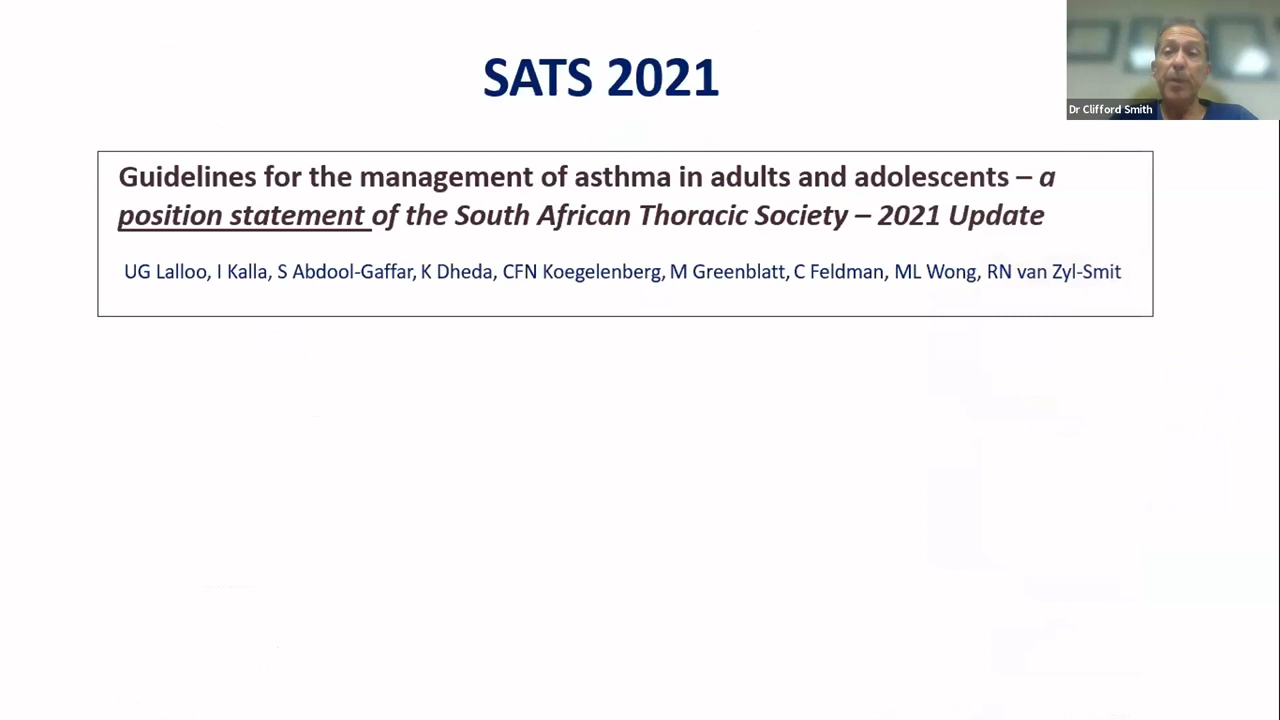 SATS 2021
Dr Clifford Smith
Guidelines for the management of asthma in adults and adolescents – a
position statement of the South African Thoracic Society – 2021 Update
UG Lalloo, I Kalla, S Abdool-Gaffar, K Dheda, CFN Koegelenberg, M Greenblatt, C Feldman, ML Wong, RN van Zyl-Smit